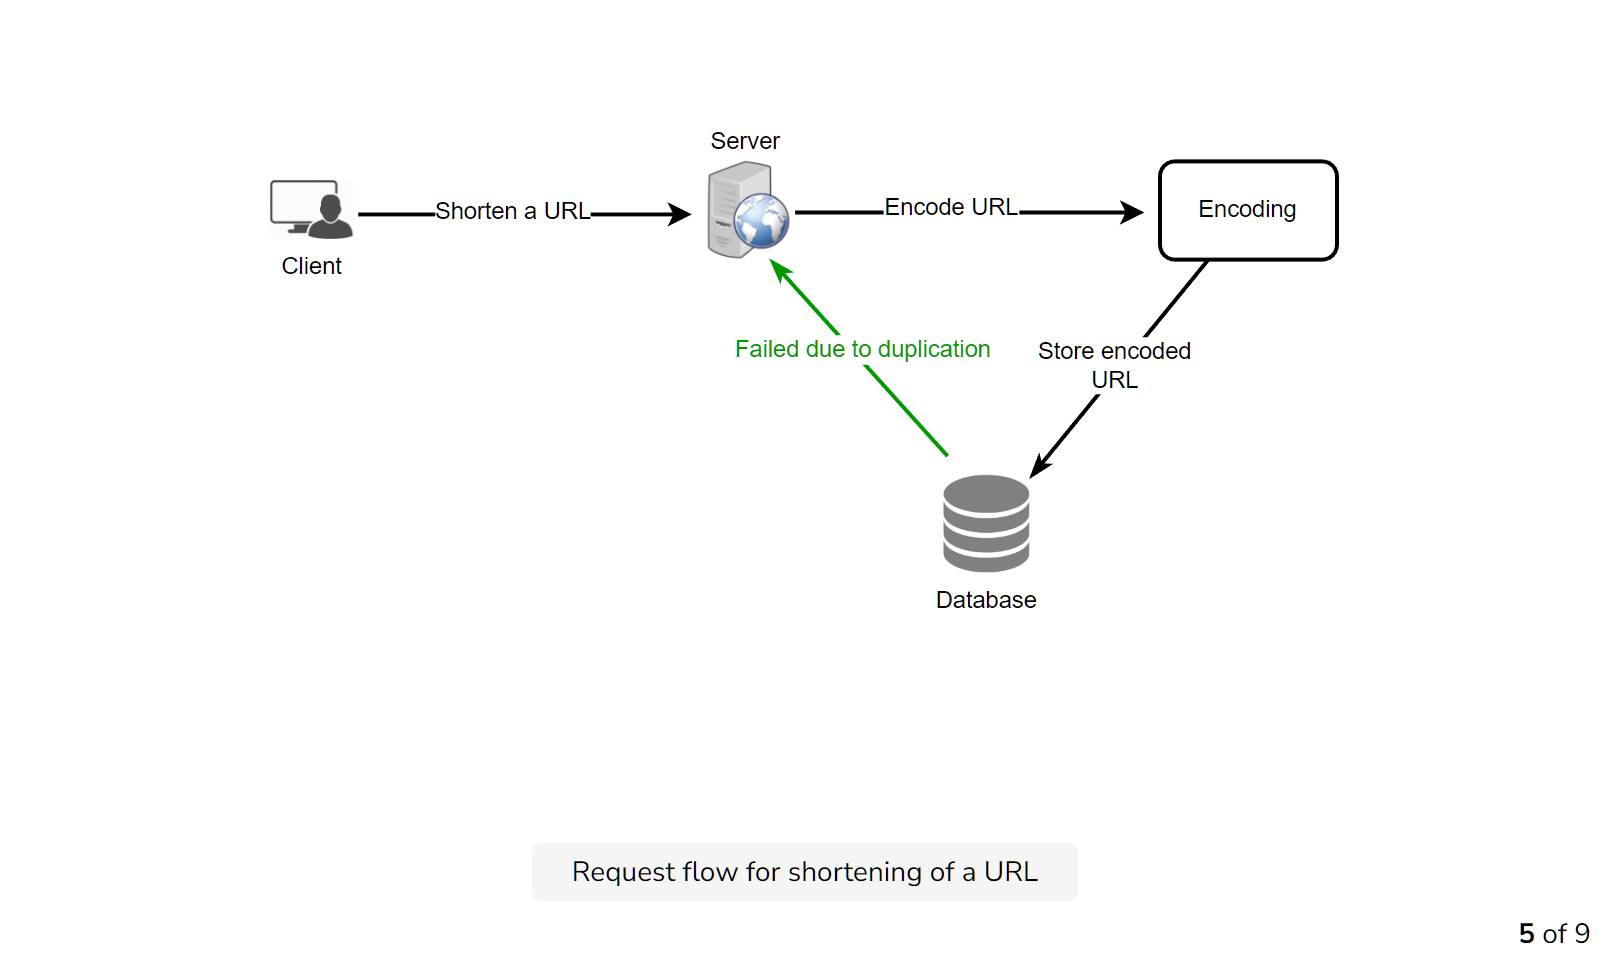 Server
Shorten a URL
Encode URL
Encoding
Client
Failed due to duplication
Store encoded
URL
Database
Request flow for shortening of a URL
5 of 9